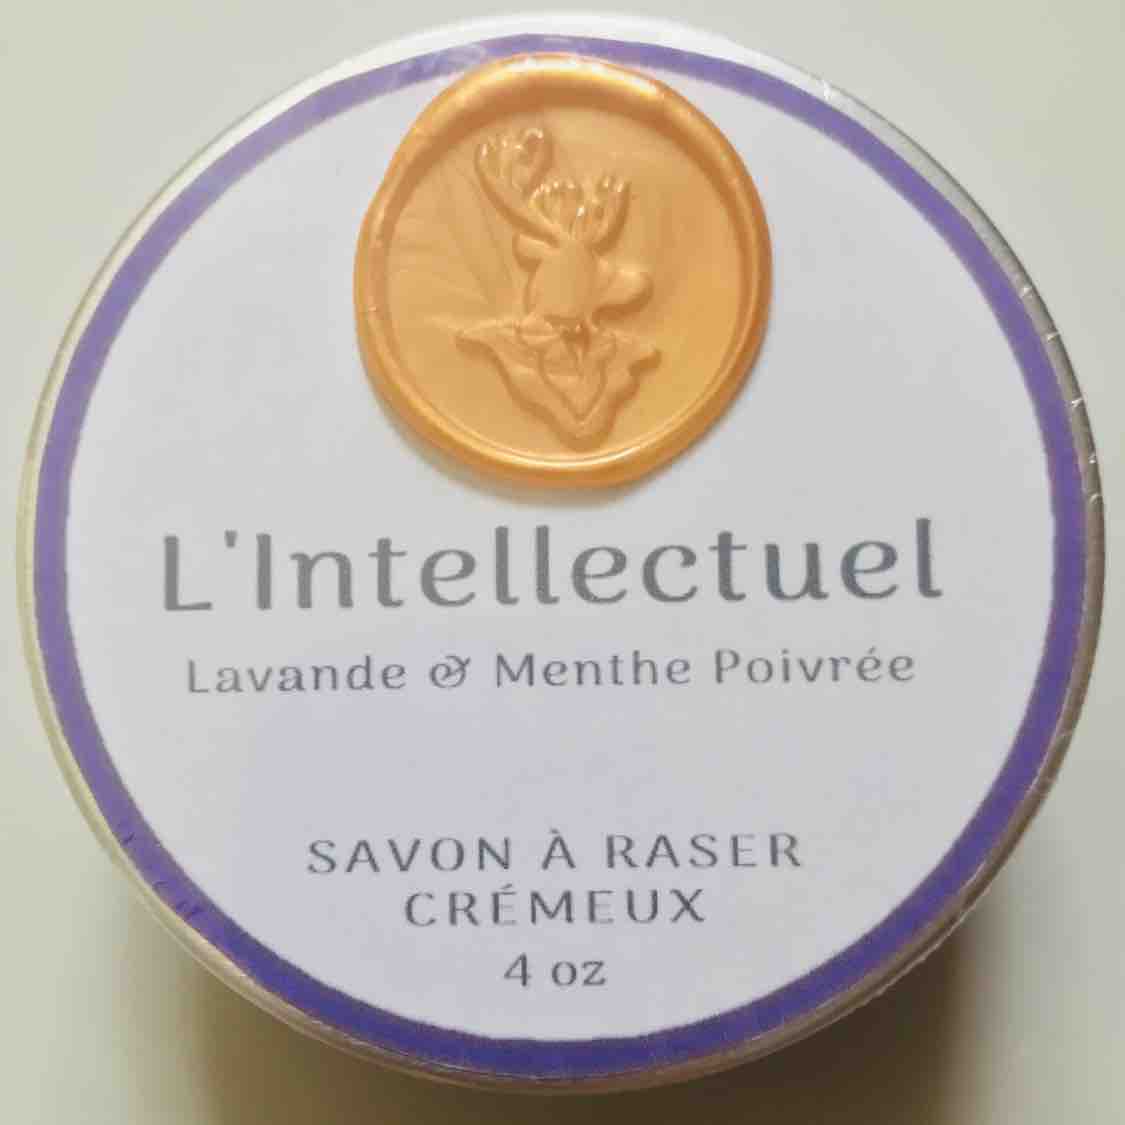 L'Intellectuel
Lavande & Menthe Poivrée
SAVON À RASER
CRÉMEUX
4 oz